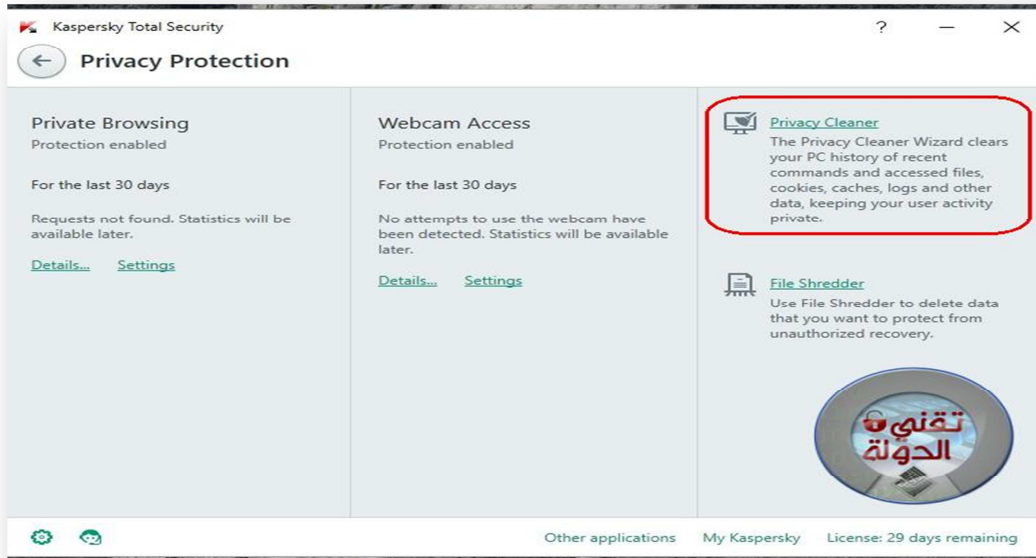 Kaspersky Total Security
?
Privacy Protection
Private Browsing
Protection enabled
For the last 30 days
Requests not found. Statistics will be
available later.
Details... Settings
Webcam Access
Protection enabled
For the last 30 days
No attempts to use the webcam have
been detected. Statistics will be available
later.
Details... Settings
Privacy Cleaner
The Privacy Cleaner Wizard clears
your PC history of recent
commands and accessed files,
cookies, caches, logs and other
data, keeping your user activity
private.
File Shredder
Use File Shredder to delete data
that you want to protect from
unauthorized recovery.
تقني
الدولة
Other applications My Kaspersky License: 29 days remaining